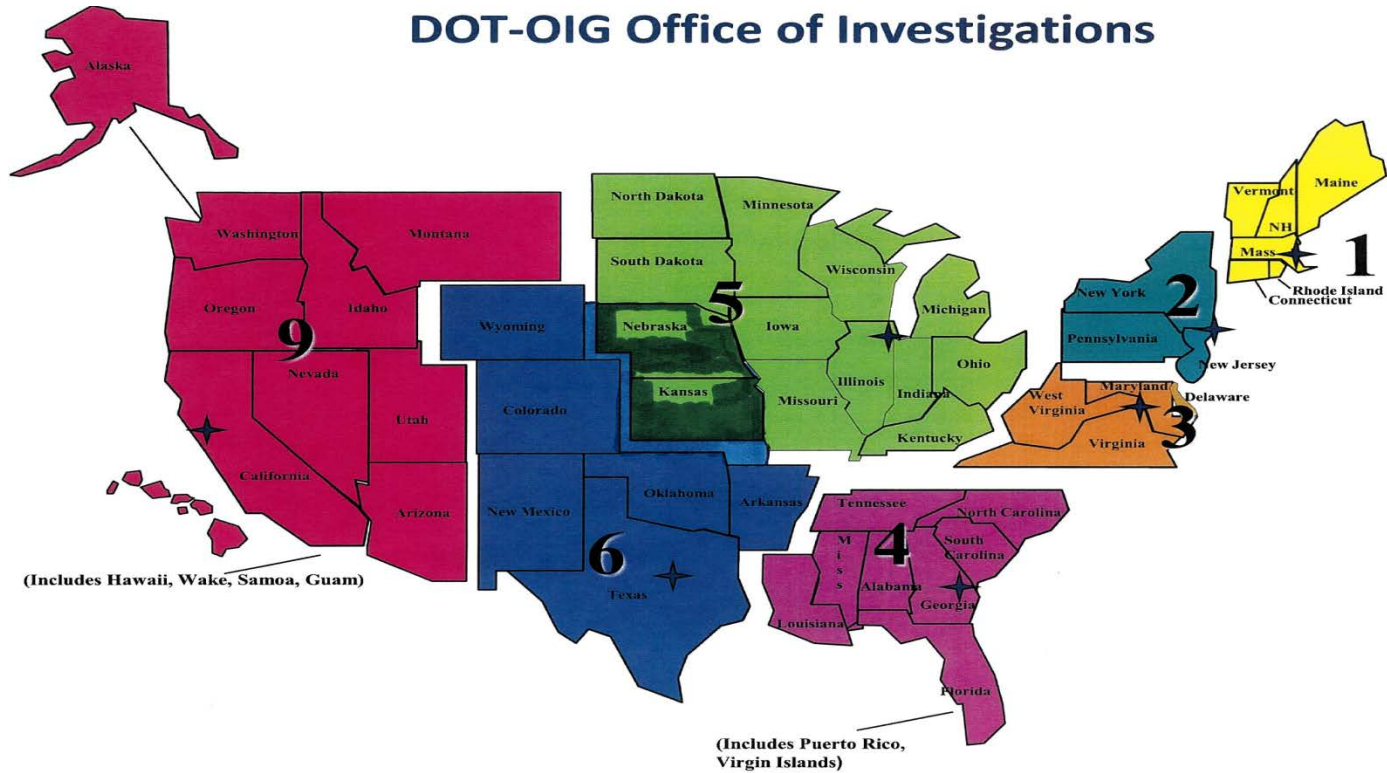 DOT-OIG Office of Investigations
Alaska
Washington
Montana
Oregon
Idaho
9
Nevada
Utah
California
Arizona
(Includes Hawaii, Wake, Samoa, Guam)
Wyoming
Colorado
New Mexico
Oklahoma
Arkansas
6
Texas
North Dakota
Minnesota
South Dakota
Wisconsin
5
Michigan
Nebraska
Iowa
Kansas
Missouri
Illinois
Indiana
Ohio
Kentucky
Tennessee
North Carolina
4
South
Carolina
Miss
Alabama
Georgia
Louisiana
Florida
(Includes Puerto Rico,
Virgin Islands)
West
Virginia
Maryland
Delaware
3
Virginia
New York
2
Pennsylvania
New Jersey
Vermont
Maine
NH
Mass
1
Rhode Island
Connecticut